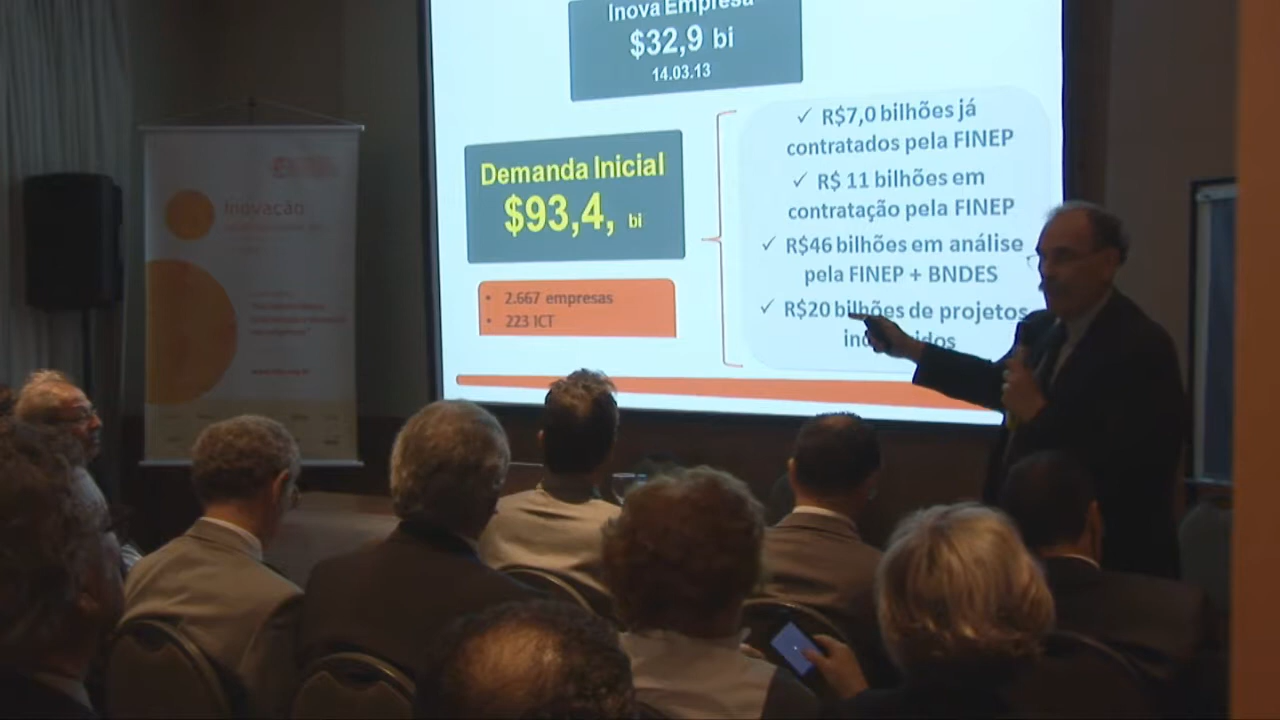 Inova Empresa
$32,9 bi
14.03.13
Demanda Inicial
$93,4, bi
• 2.667 empresas
• 223 ICT
✓ R$7,0 bilhões já
contratados pela FINEP
✓ R$ 11 bilhões em
contratação pela FINEP
✓ R$46 bilhões em análise
pela FINEP + BNDES
✓ R$20 bilhões de projetos
Inovação